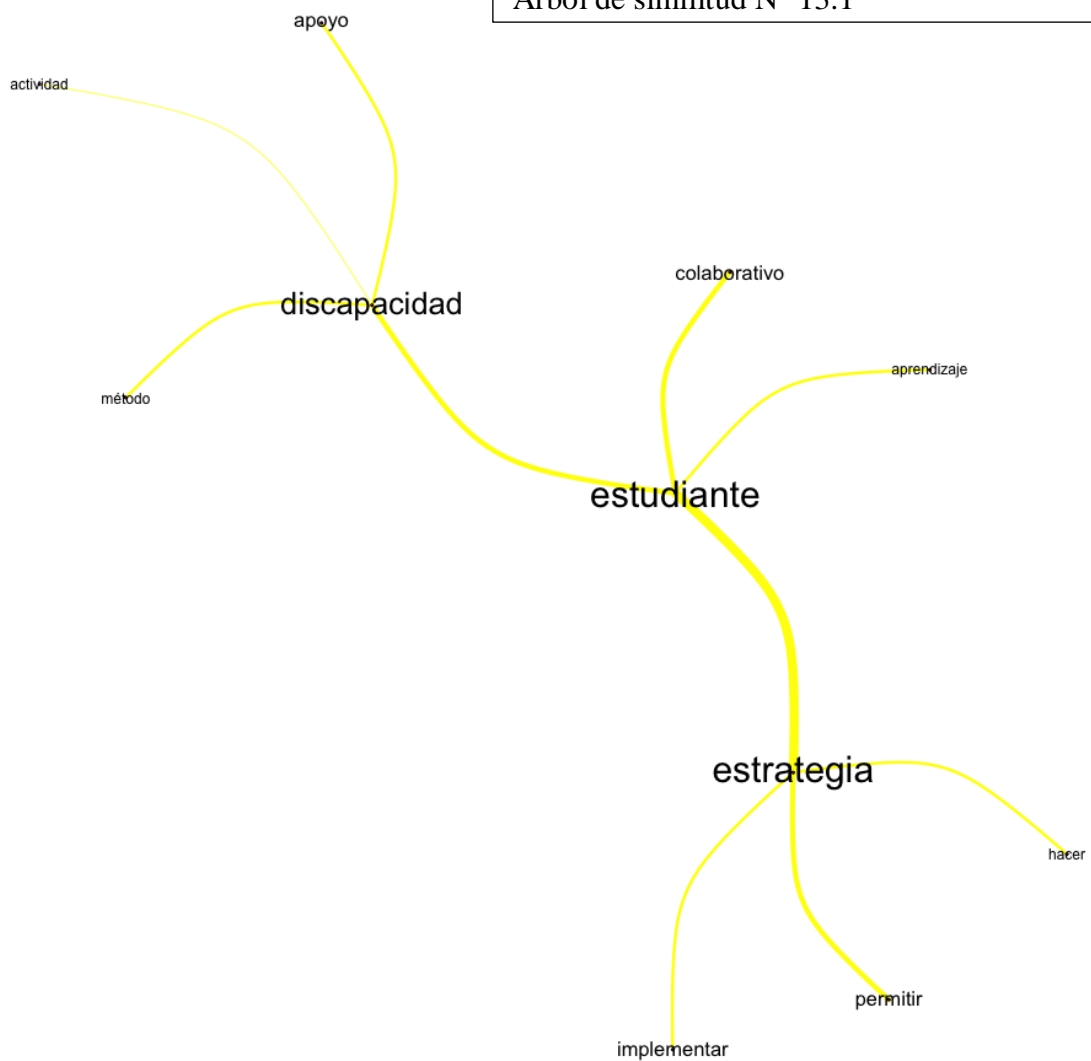 Árbol de similitud N° 13.1
apoyo
actividad
colaborativo
discapacidad
aprendizaje
método
estudiante
estrategia
hacer
permitir
implementar